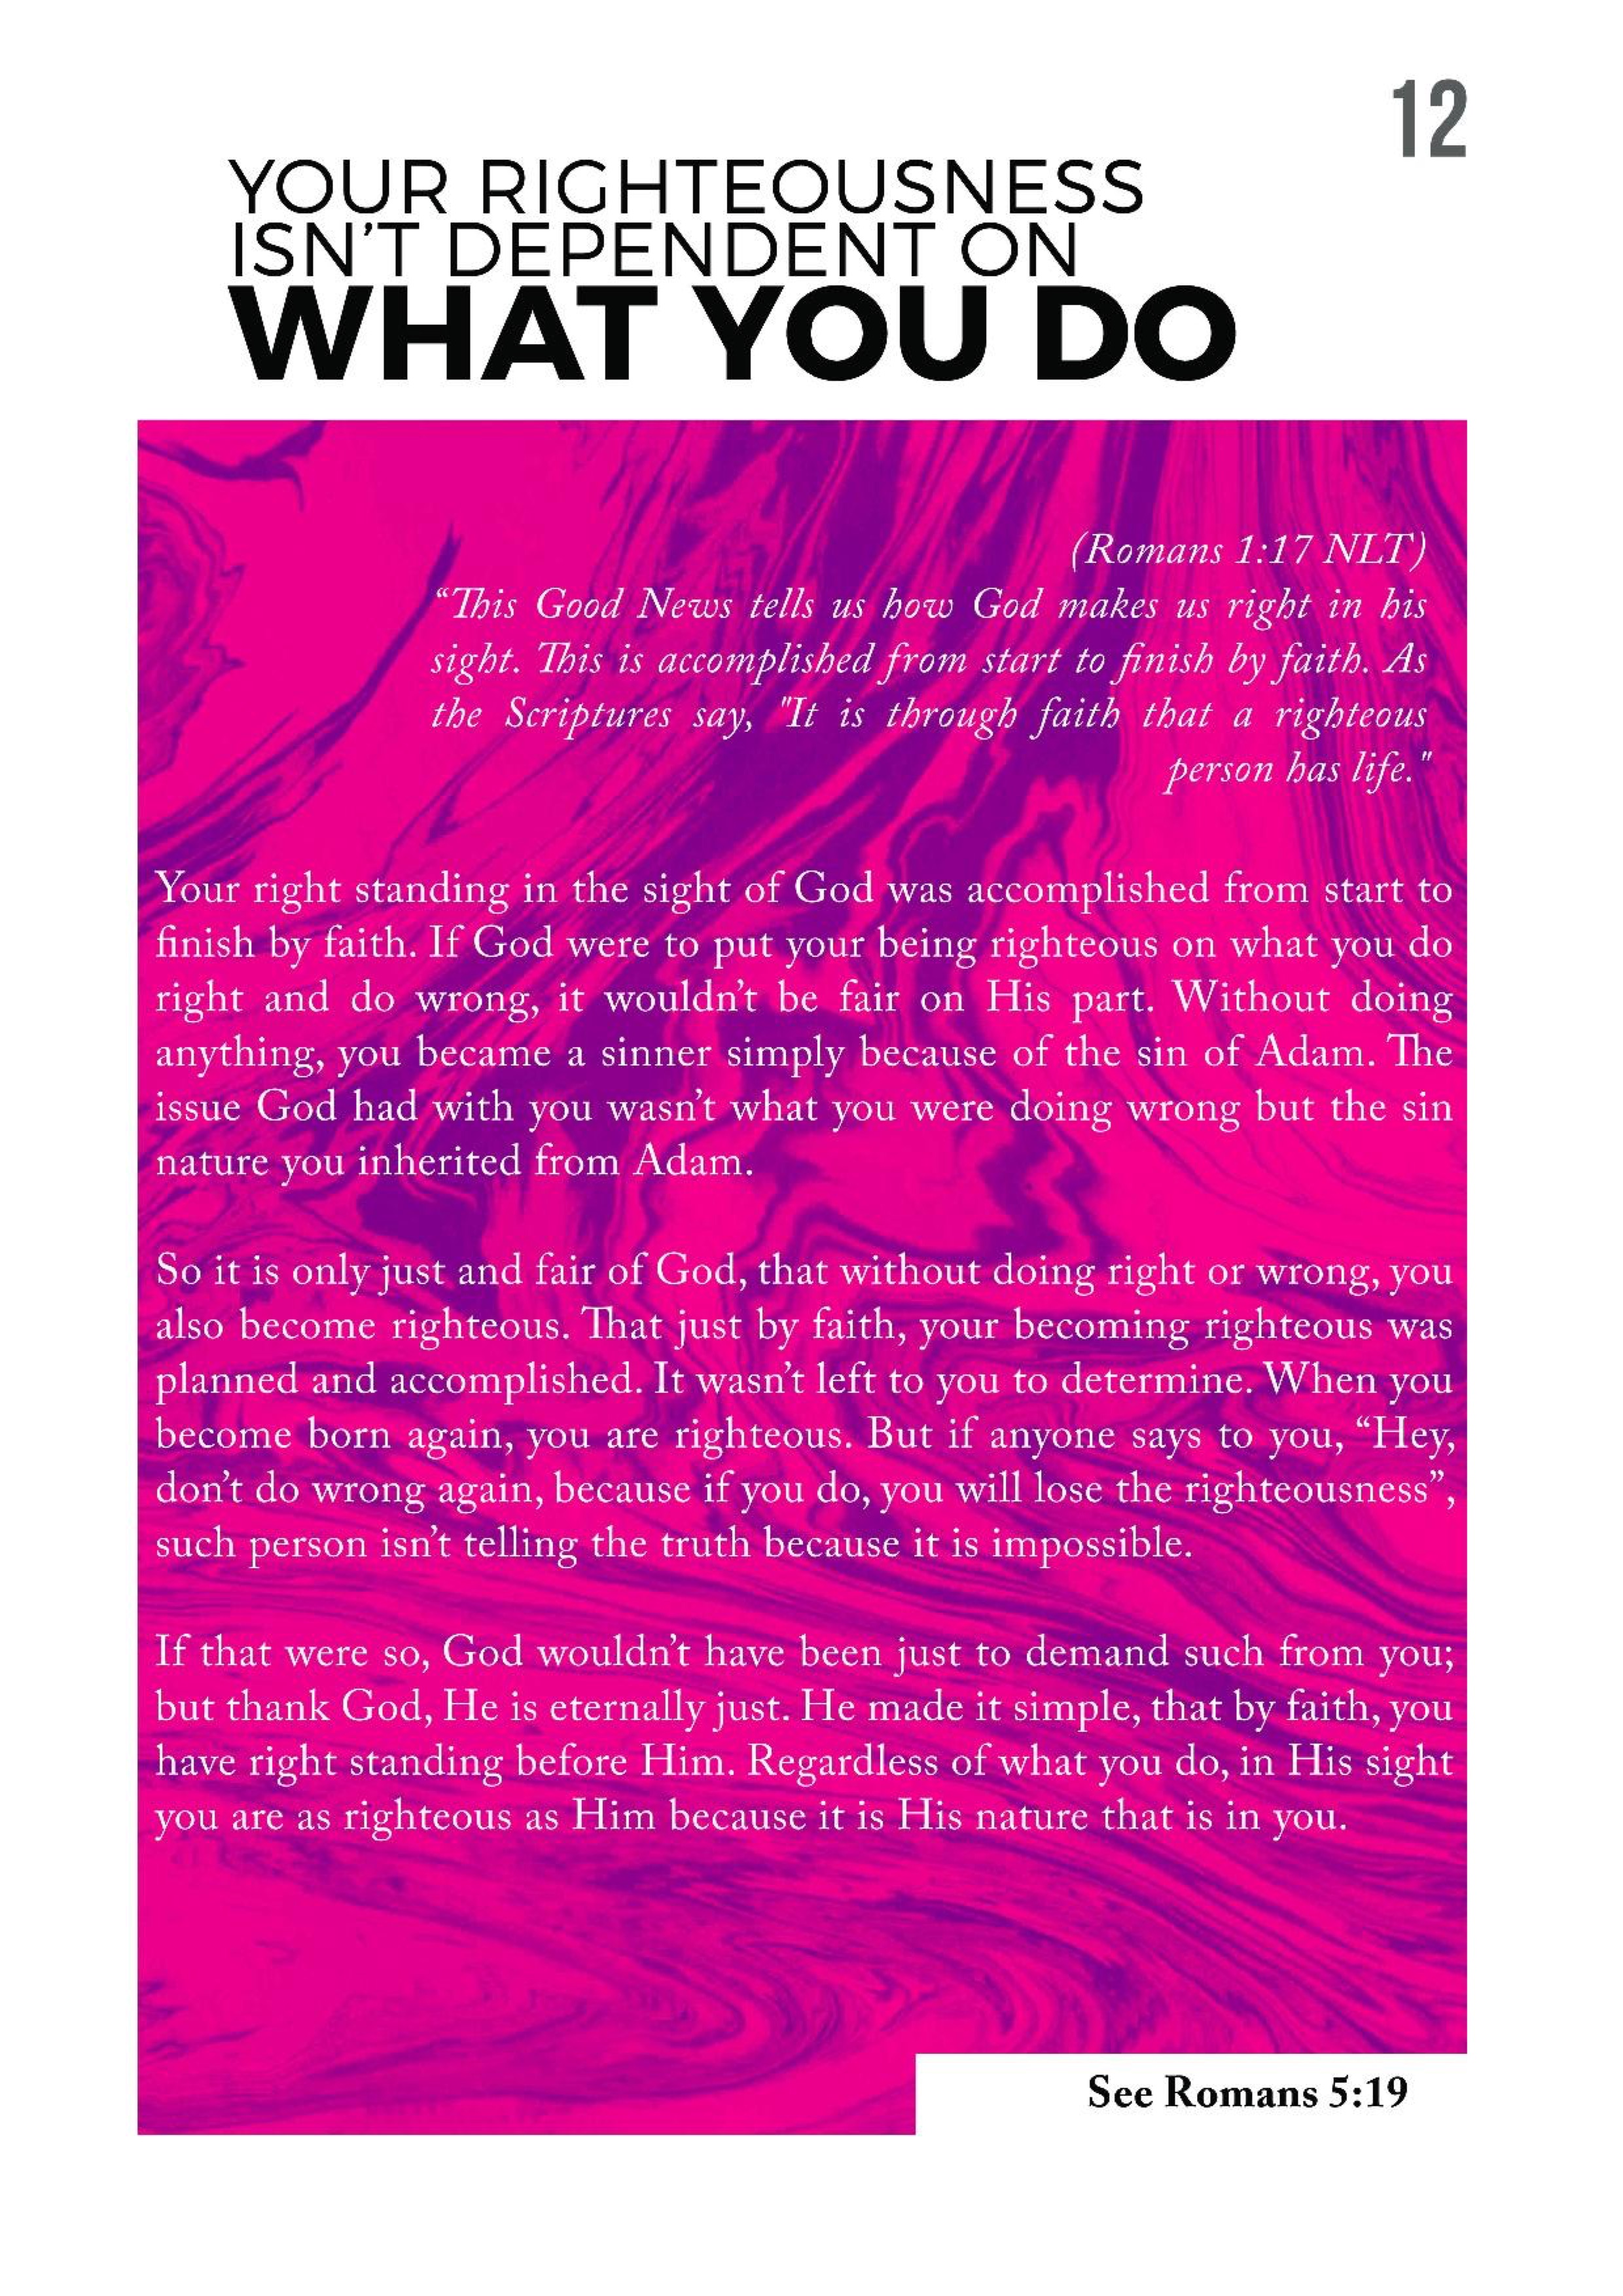 12
YOUR RIGHTEOUSNESS
ISN'T DEPENDENT ON
WHAT YOU DO
(Romans 1:17 NLT)
“This Good News tells us how God makes us right in his
sight. This is accomplished from start to finish by faith. As
the Scriptures say, "It is through faith that a righteous
person has life."
Your right standing in the sight of God was accomplished from start to
finish by faith. If God were to put your being righteous on what you do
right and do wrong, it wouldn’t be fair on His part. Without doing
anything, you became a sinner simply because of the sin of Adam. The
issue God had with you wasn’t what you were doing wrong but the sin
nature you inherited from Adam.
So it is only just and fair of God, that without doing right or wrong, you
also become righteous. That just by faith, your becoming righteous was
planned and accomplished. It wasn’t left to you to determine. When you
become born again, you are righteous. But if anyone says to you, “Hey,
don’t do wrong again, because if you do, you will lose the righteousness”,
such person isn’t telling the truth because it is impossible.
If that were so, God wouldn’t have been just to demand such from you;
but thank God, He is eternally just. He made it simple, that by faith, you
have right standing before Him. Regardless of what you do, in His sight
you are as righteous as Him because it is His nature that is in you.
See Romans 5:19